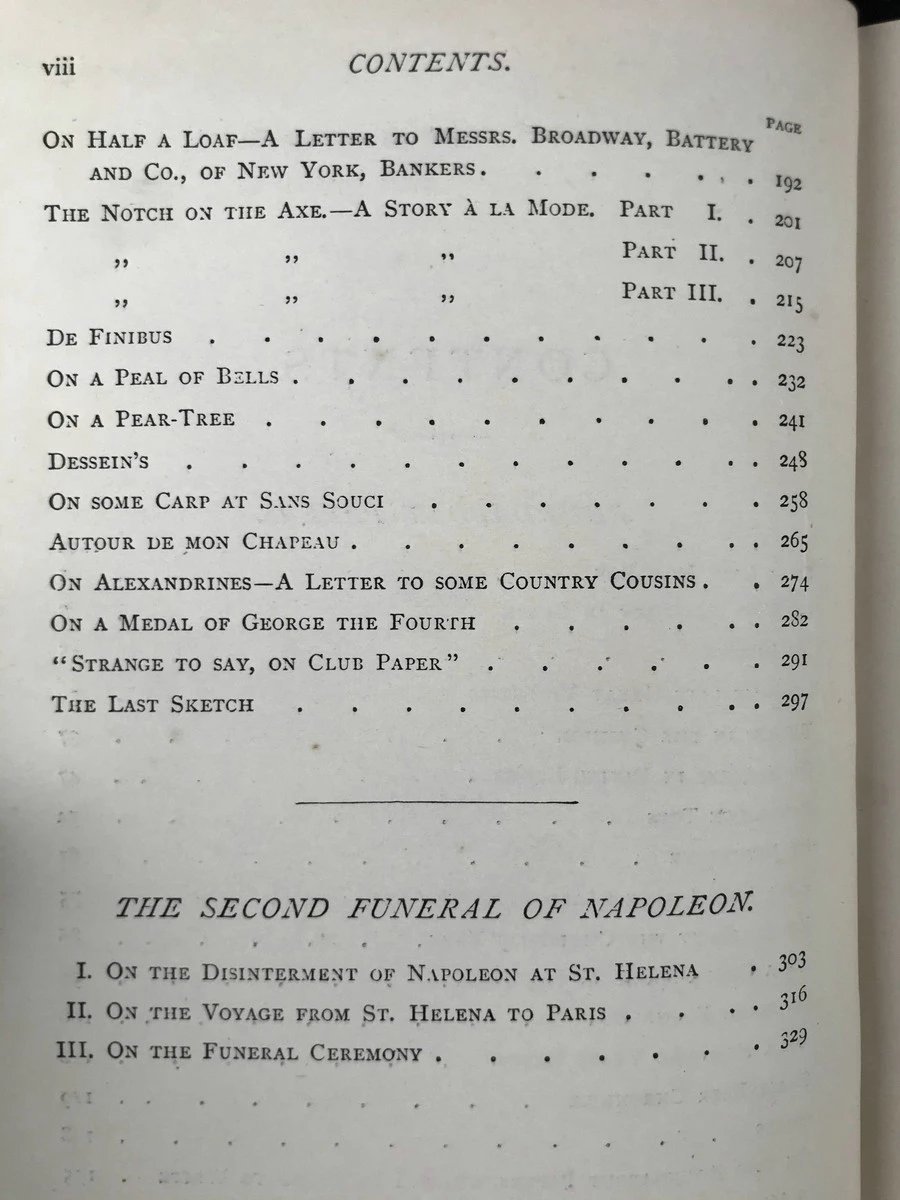 viii CONTENTS.
PAGE
On Half a Loaf—A Letter to Messrs. Broadway, Battery
and Co., of New York, Bankers . . . . . . 192
The Notch on the Axe.—A Story à la Mode. Part I. . 201
„ „ „ Part II. . 207
„ „ „ Part III. . 215
De Finibus . . . . . . . . . . . 223
On a Peal of Bells . . . . . . . . . . 232
On a Pear-Tree . . . . . . . . . . 241
Dessein's . . . . . . . . . . . . 248
On some Carp at Sans Souci . . . . . . . 258
Autour de mon Chapeau . . . . . . . . . 265
On Alexandrines—A Letter to some Country Cousins . . 274
On a Medal of George the Fourth . . . . . . 282
“Strange to say, on Club Paper” . . . . . . 291
The Last Sketch . . . . . . . . . . 297
THE SECOND FUNERAL OF NAPOLEON.
I. On the Disinterment of Napoleon at St. Helena . 303
II. On the Voyage from St. Helena to Paris . . . . 316
III. On the Funeral Ceremony . . . . . . . 329